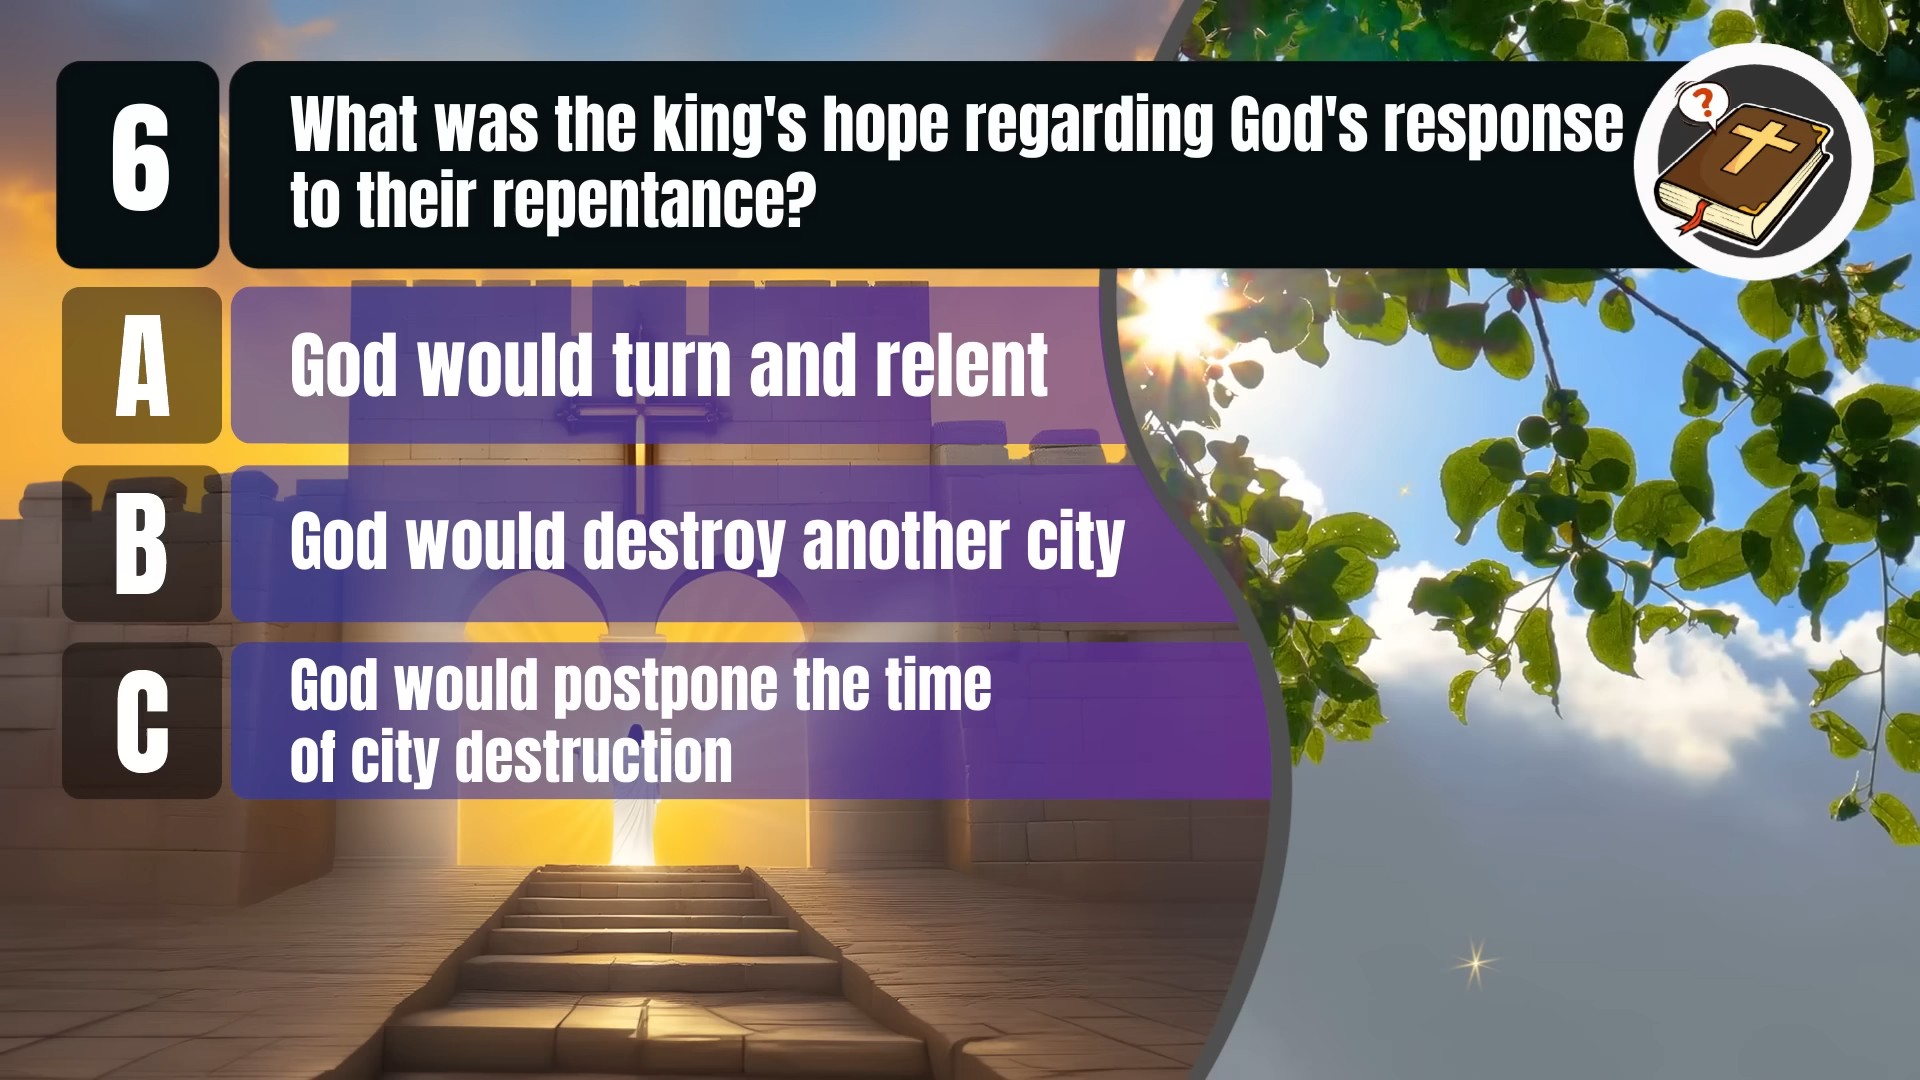 6
What was the king's hope regarding God's response
to their repentance?
A
God would turn and relent
B
God would destroy another city
C
God would postpone the time
of city destruction
?